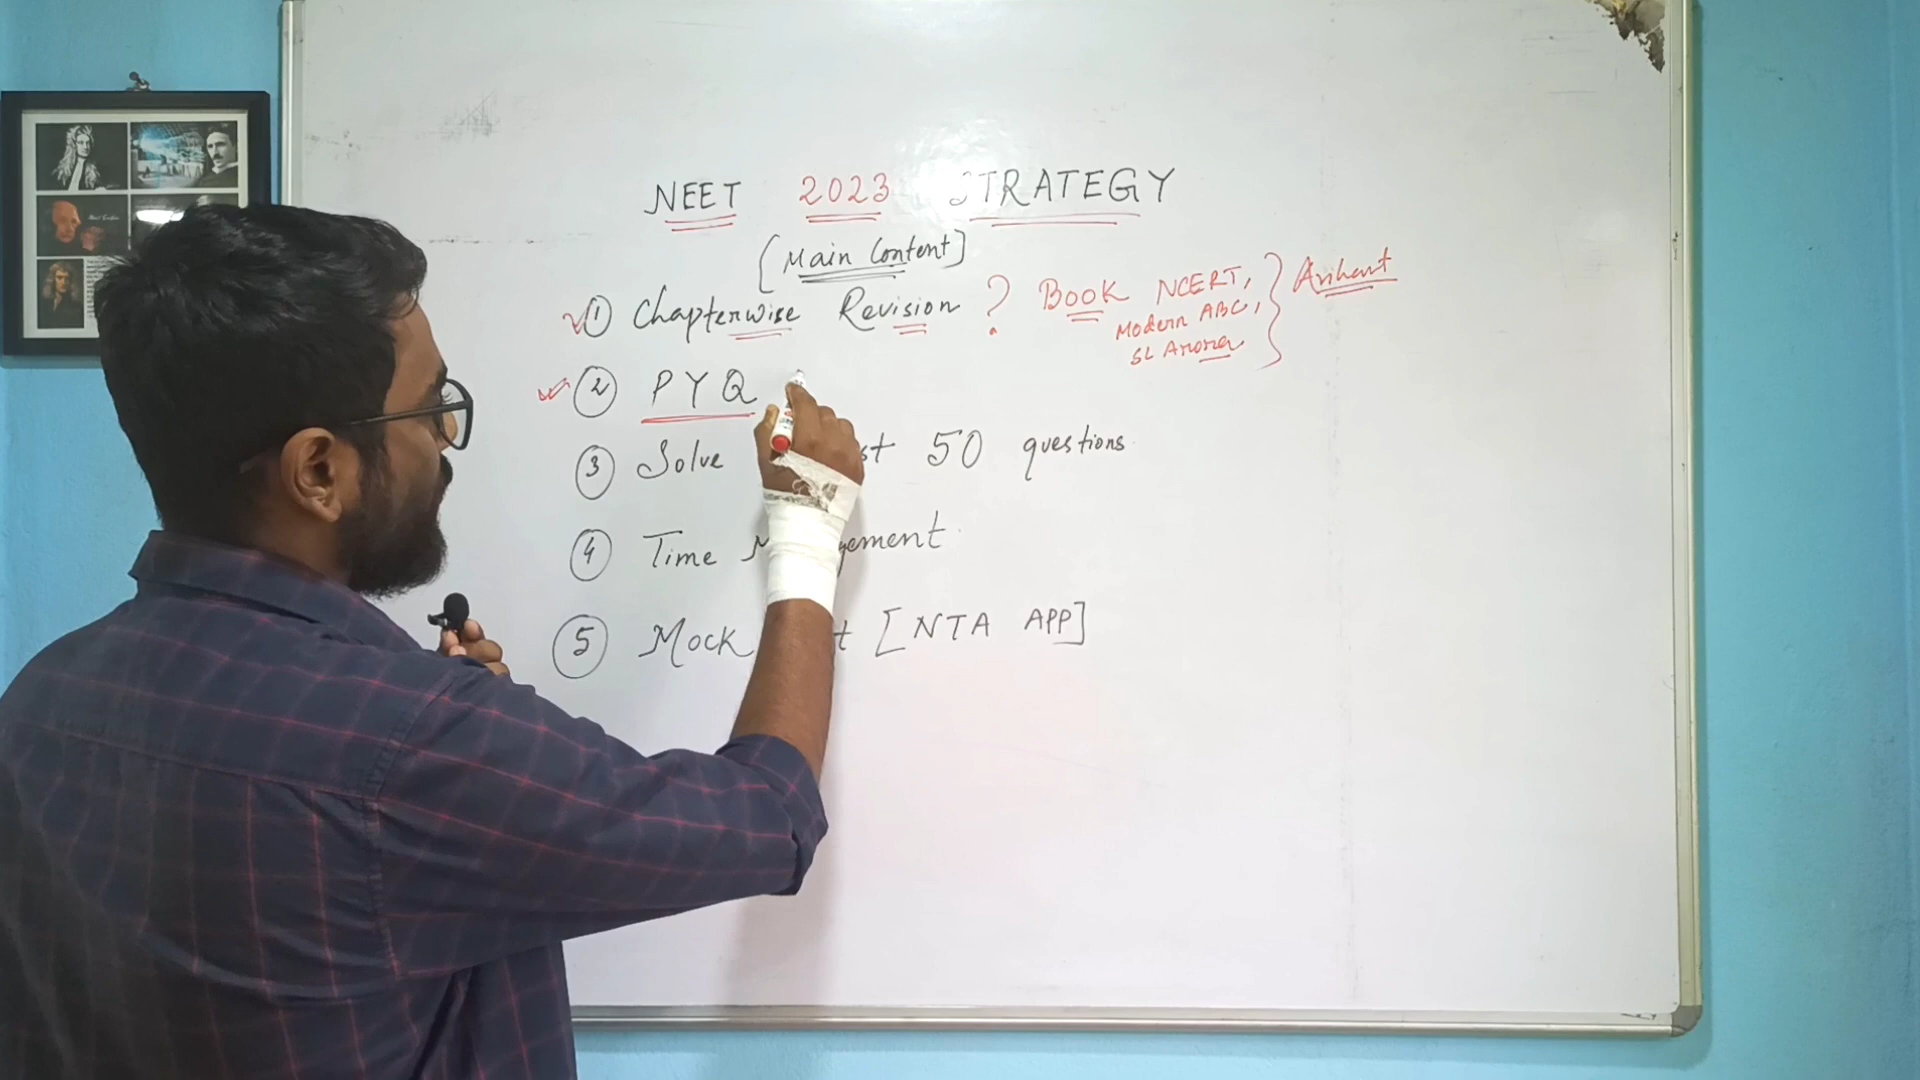 NEET 2023 STRATEGY
[Main Content]
① Chapterwise Revision ? Book NCERT, Modern ABC, SL Arora } Arihant
② PYQ
③ Solve st 50 questions
④ Time M gement
⑤ Mock t [NTA APP]